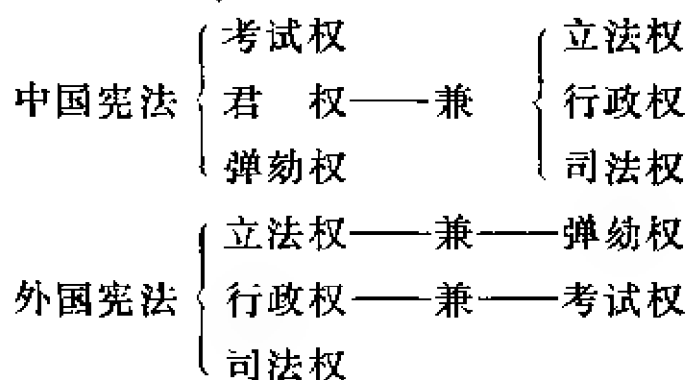 考试权 立法权
中国宪法 君 权——兼 行政权
弹劾权 司法权
立法权——兼——弹劾权
外国宪法 行政权——兼——考试权
司法权